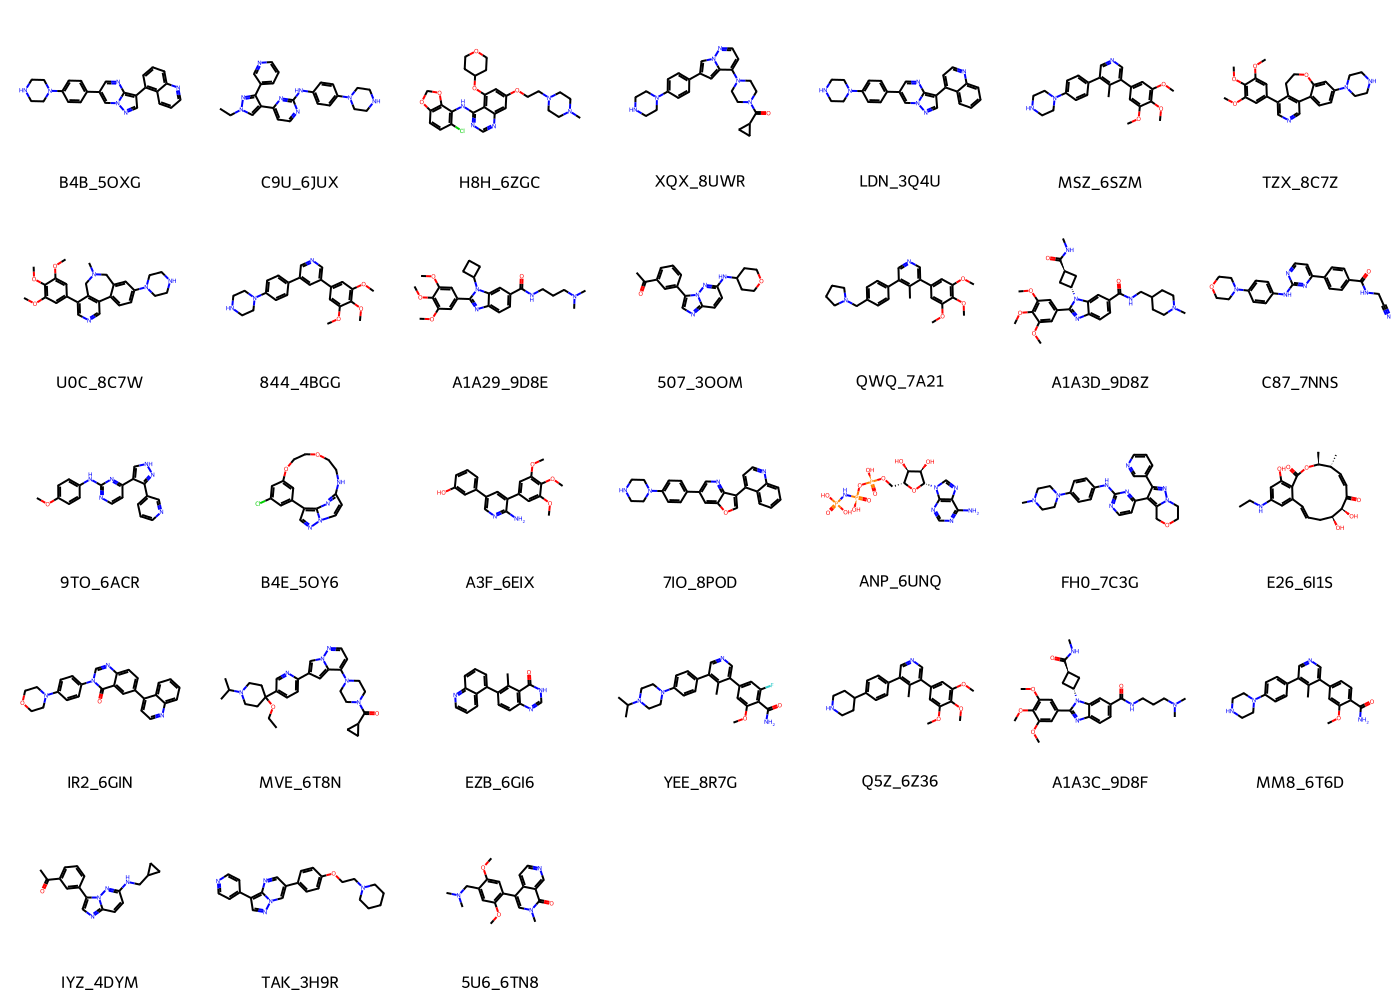 B4B_5OXG C9U_6JUX H8H_6ZGC XQX_8UWR LDN_3Q4U MSZ_6SZM TZX_8C7Z
U0C_8C7W 844_4BGG A1A29_9D8E 507_3OOM QWQ_7A21 A1A3D_9D8Z C87_7NNS
9TO_6ACR B4E_5OY6 A3F_6EIX 7IO_8POD ANP_6UNQ FH0_7C3G E26_6I1S
IR2_6GIN MVE_6T8N EZB_6GI6 YEE_8R7G Q5Z_6Z36 A1A3C_9D8F MM8_6T6D
IYZ_4DYM TAK_3H9R 5U6_6TN8